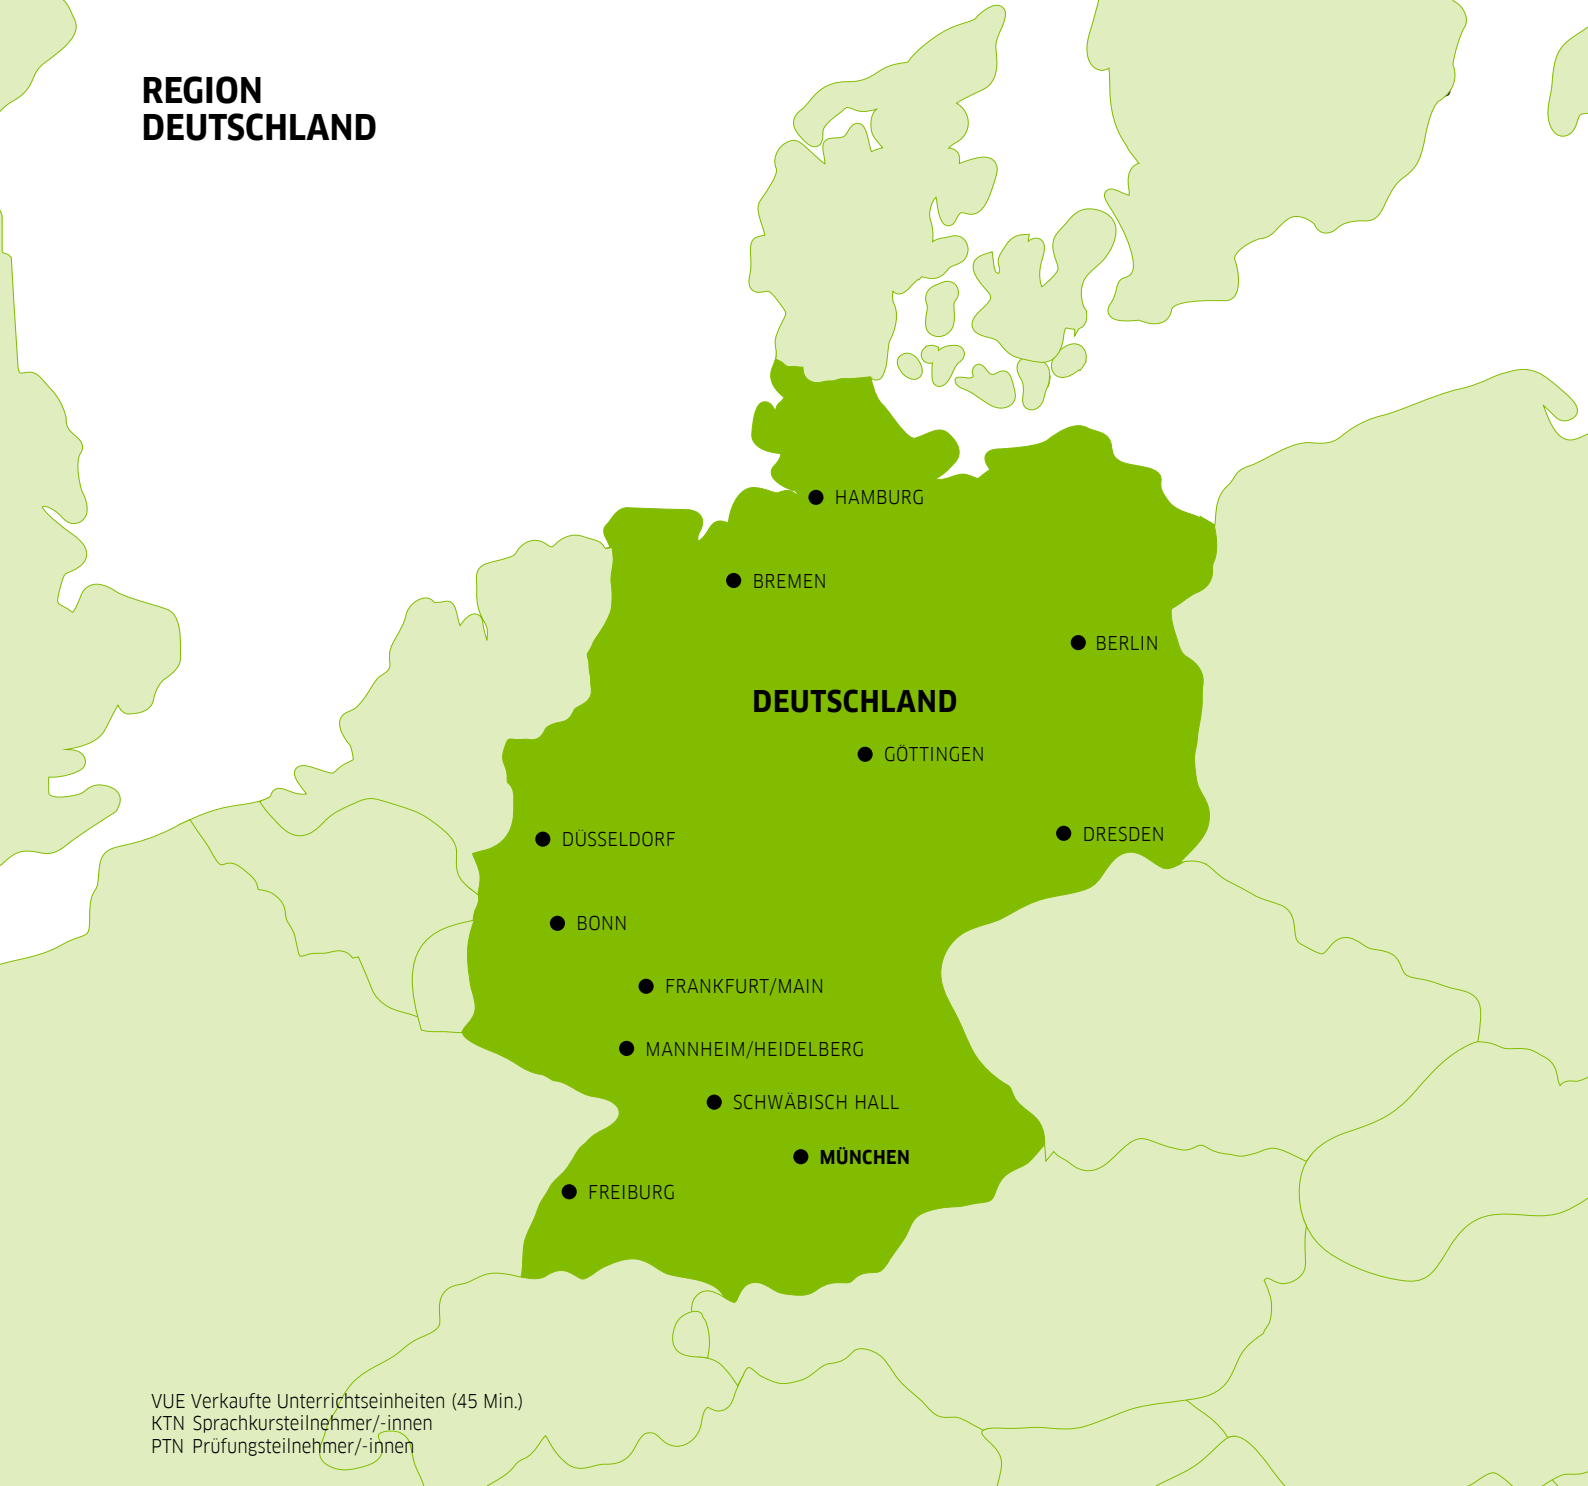 REGION
DEUTSCHLAND
HAMBURG
BREMEN
BERLIN
DEUTSCHLAND
GÖTTINGEN
DÜSSELDORF
DRESDEN
BONN
FRANKFURT/MAIN
MANNHEIM/HEIDELBERG
SCHWÄBISCH HALL
MÜNCHEN
FREIBURG
VUE Verkaufte Unterrichtseinheiten (45 Min.)
KTN Sprachkursteilnehmer/-innen
PTN Prüfungsteilnehmer/-innen